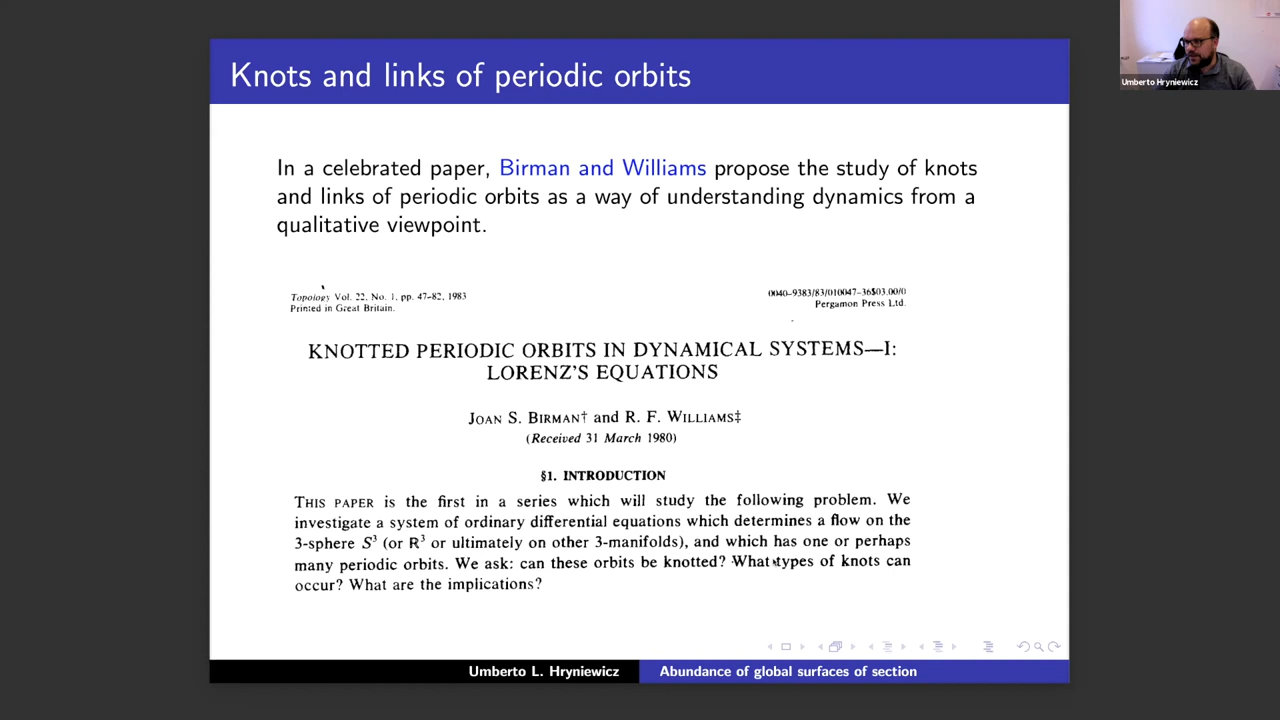 Knots and links of periodic orbits
Umberto Hryniewicz
In a celebrated paper, Birman and Williams propose the study of knots
and links of periodic orbits as a way of understanding dynamics from a
qualitative viewpoint.
Topology Vol. 22, No. 1, pp. 47–82, 1983
Printed in Great Britain.
0040–9383/83/010047–36$03.00/0
Pergamon Press Ltd.
KNOTTED PERIODIC ORBITS IN DYNAMICAL SYSTEMS—I:
LORENZ'S EQUATIONS
JOAN S. BIRMAN† and R. F. WILLIAMS‡
(Received 31 March 1980)
§1. INTRODUCTION
THIS PAPER is the first in a series which will study the following problem. We
investigate a system of ordinary differential equations which determines a flow on the
3-sphere S³ (or R³ or ultimately on other 3-manifolds), and which has one or perhaps
many periodic orbits. We ask: can these orbits be knotted? What types of knots can
occur? What are the implications?
Umberto L. Hryniewicz
Abundance of global surfaces of section